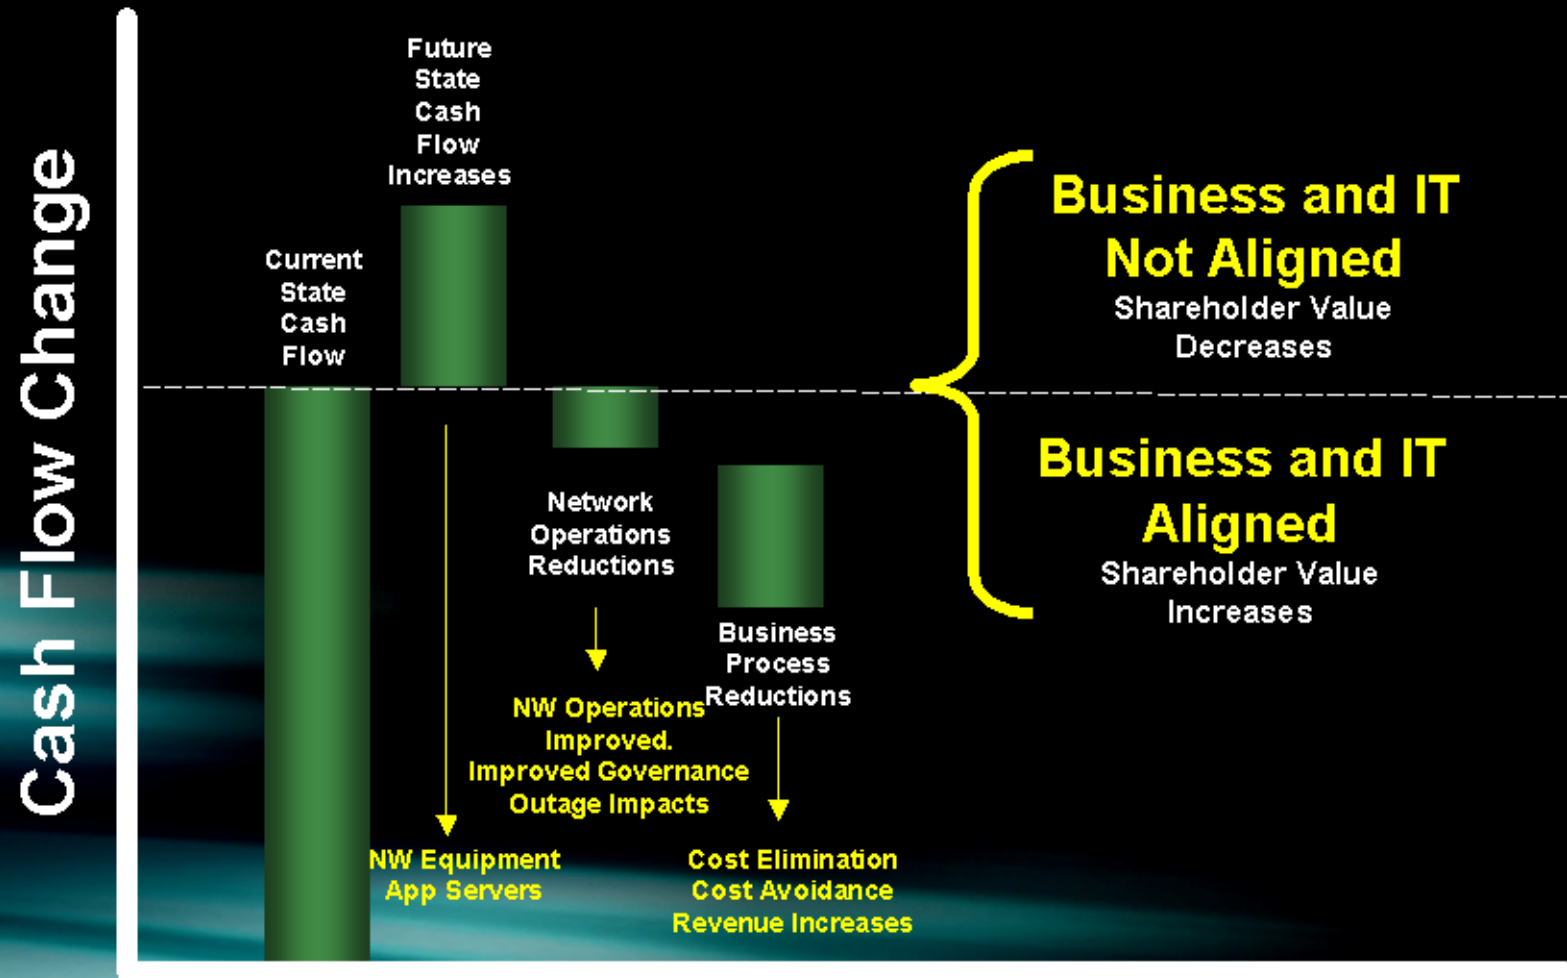 Cash Flow Change
Future
State
Cash
Flow
Increases
Current
State
Cash
Flow
Network
Operations
Reductions
Business
Process
Reductions
NW Operations
Improved.
Improved Governance
Outage Impacts
NW Equipment
App Servers
Cost Elimination
Cost Avoidance
Revenue Increases
Business and IT
Not Aligned
Shareholder Value
Decreases
Business and IT
Aligned
Shareholder Value
Increases